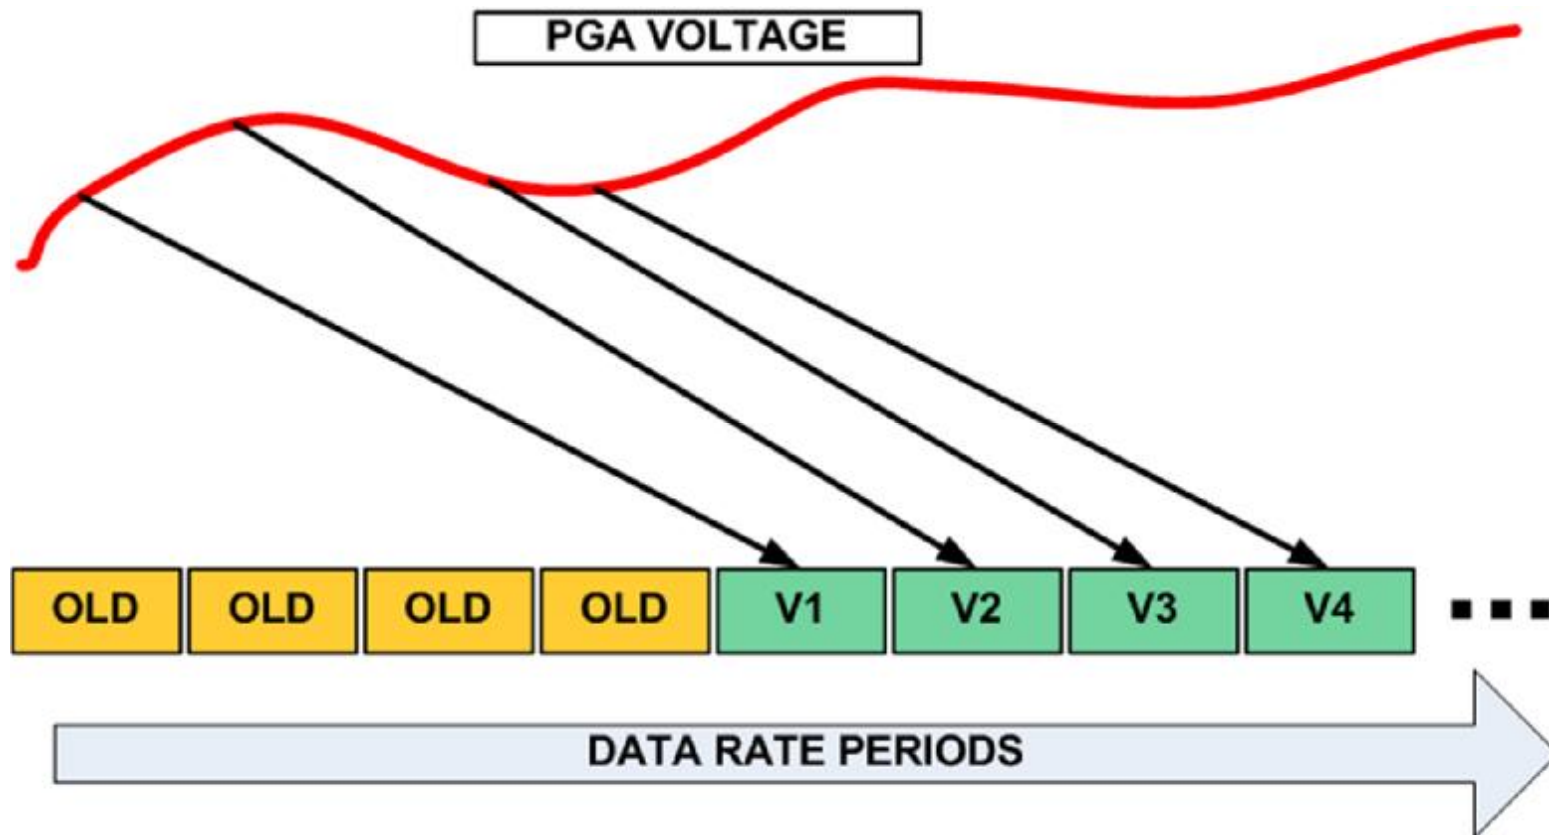 PGA VOLTAGE
OLD OLD OLD OLD V1 V2 V3 V4
DATA RATE PERIODS